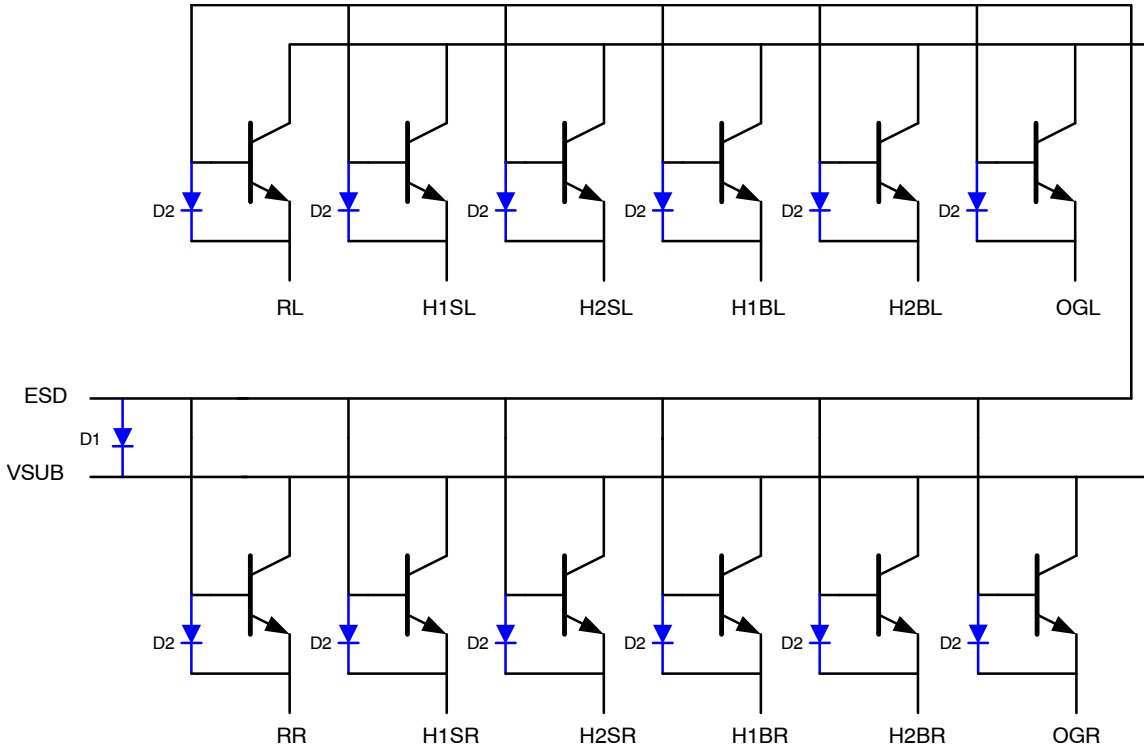 D2 D2 D2 D2 D2 D2
RL H1SL H2SL H1BL H2BL OGL
ESD
D1
VSUB
D2 D2 D2 D2 D2 D2
RR H1SR H2SR H1BR H2BR OGR